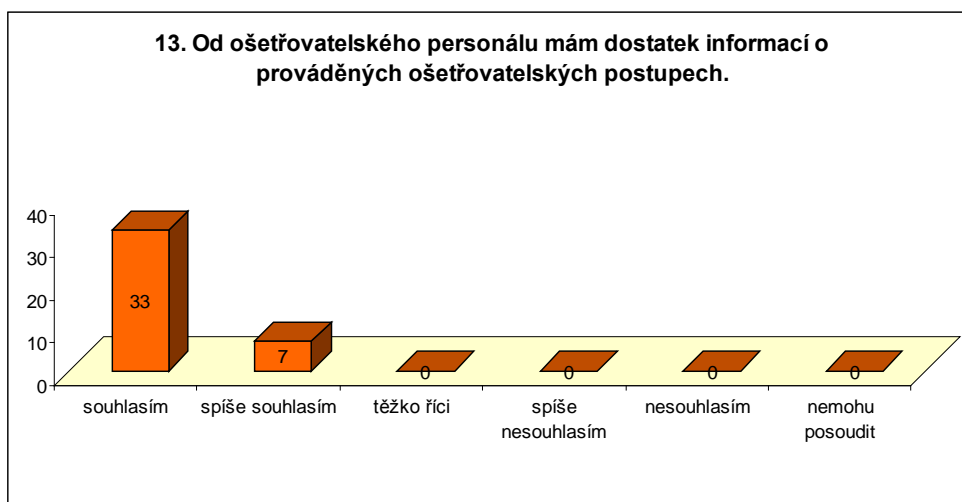 13. Od ošetřovatelského personálu mám dostatek informací o
prováděných ošetřovatelských postupech.
40
30
20
10
0
33
7
0
0
0
0
souhlasím
spíše souhlasím
těžko říci
spíše
nesouhlasím
nesouhlasím
nemohu
posoudit